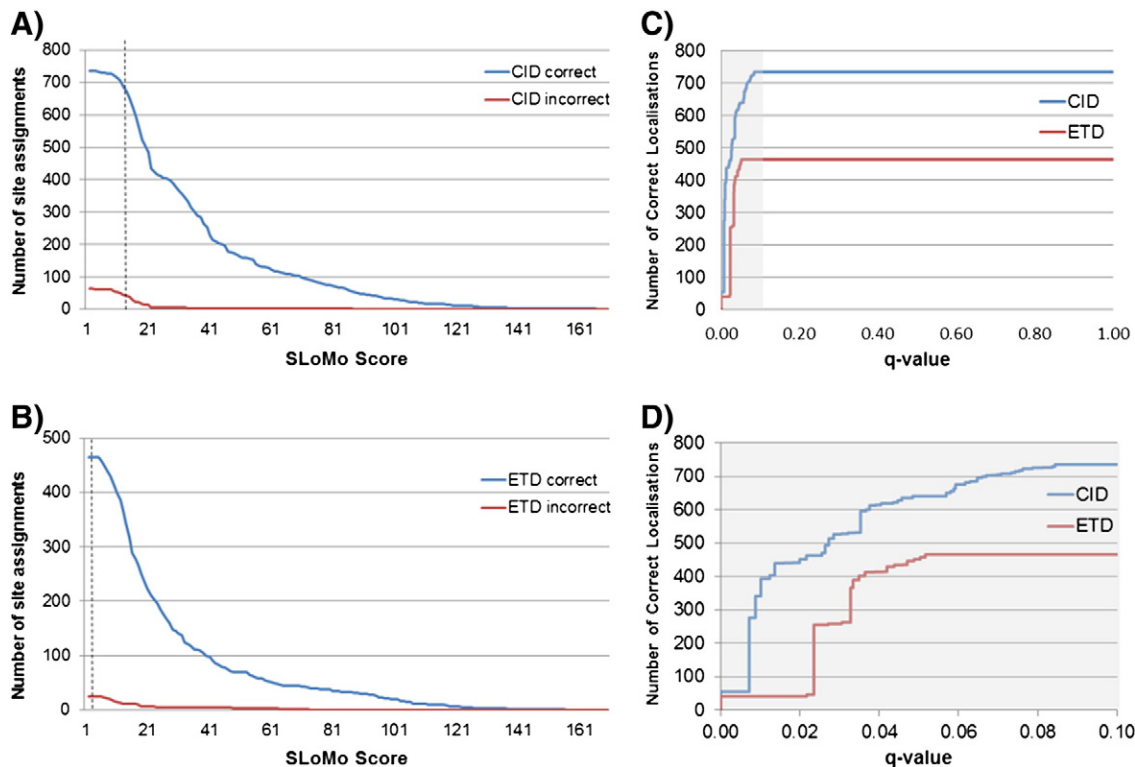 A)
800
700
600
500
400
300
200
100
0
Number of site assignments
CID correct
CID incorrect
1 21 41 61 81 101 121 141 161
SLoMo Score
C)
800
700
600
500
400
300
200
100
0
Number of Correct Localisations
CID
ETD
0.00 0.20 0.40 0.60 0.80 1.00
q-value
B)
500
400
300
200
100
0
Number of site assignments
ETD correct
ETD incorrect
1 21 41 61 81 101 121 141 161
SLoMo Score
D)
800
700
600
500
400
300
200
100
0
Number of Correct Localisations
CID
ETD
0.00 0.02 0.04 0.06 0.08 0.10
q-value